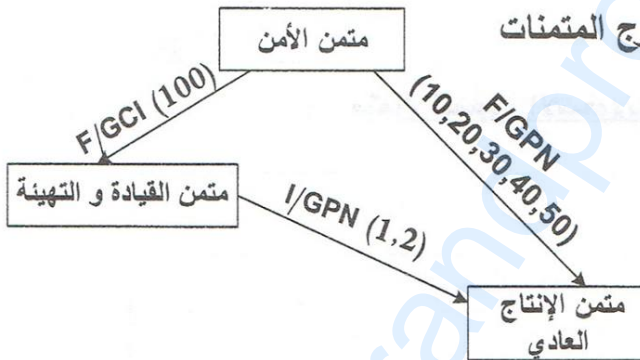 ج المتمنات
متمن الأمن
F/GCI (100)
F/GPN
(10,20,30,40,50)
متمن القيادة و التهيئة
I/GPN (1,2)
متمن الإنتاج
العادي